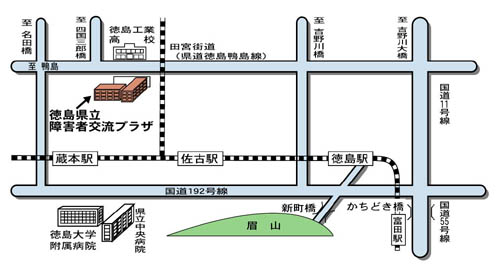 至名田橋
至四国三郎橋
徳島工業
高校
田宮街道
(県道徳島鴨島線)
至吉野川橋
至吉野川大橋
至鴨島
国道11号線
徳島県立
障害者交流プラザ
蔵本駅
佐古駅
徳島駅
国道192号線
新町橋
かちどき橋
富田駅
国道55号線
徳島大学
附属病院
県立中央病院
眉山